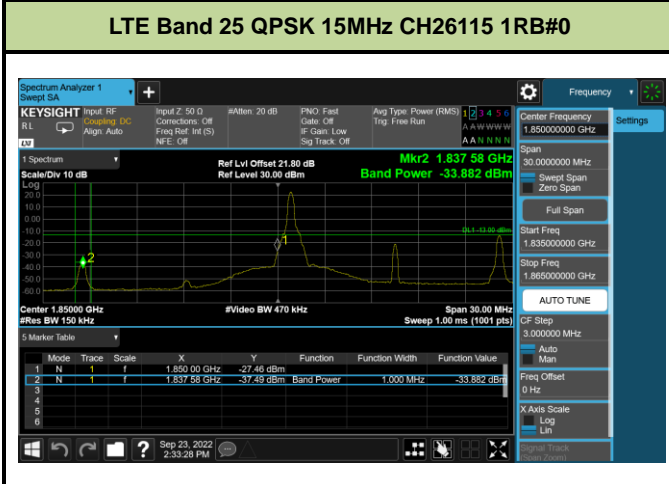 LTE Band 25 QPSK 15MHz CH26115 1RB#0
Spectrum Analyzer 1
Swept SA
Frequency
KEYSIGHT Input: RF
RL
Coupling: DC
Align: Auto
LXI
Input Z: 50 Ω
Corrections: Off
Freq Ref: Int (S)
NFE: Off
#Atten: 20 dB
PNO: Fast
Gate: Off
IF Gain: Low
Sig Track: Off
Avg Type: Power (RMS)
Trig: Free Run
1 2 3 4 5 6
A A W W W W
A A N N N N
1 Spectrum
Scale/Div 10 dB
Ref Lvl Offset 21.80 dB
Ref Level 30.00 dBm
Mkr2 1.837 58 GHz
Band Power -33.882 dBm
Log
20.0
10.0
0.00
-10.0
-20.0
-30.0
-40.0
-50.0
-60.0
DL1 -13.00 dBm
1
2
Center 1.85000 GHz
#Res BW 150 kHz
#Video BW 470 kHz
Span 30.00 MHz
Sweep 1.00 ms (1001 pts)
5 Marker Table
Mode Trace Scale X Y Function Function Width Function Value
1 N 1 f 1.850 00 GHz -27.46 dBm
2 N 1 f 1.837 58 GHz -37.49 dBm Band Power 1.000 MHz -33.882 dBm
3
4
5
6
Sep 23, 2022
2:33:28 PM
Center Frequency
1.850000000 GHz
Settings
Span
30.0000000 MHz
Swept Span
Zero Span
Full Span
Start Freq
1.835000000 GHz
Stop Freq
1.865000000 GHz
AUTO TUNE
CF Step
3.000000 MHz
Auto
Man
Freq Offset
0 Hz
X Axis Scale
Log
Lin
Signal Track
(Span Zoom)